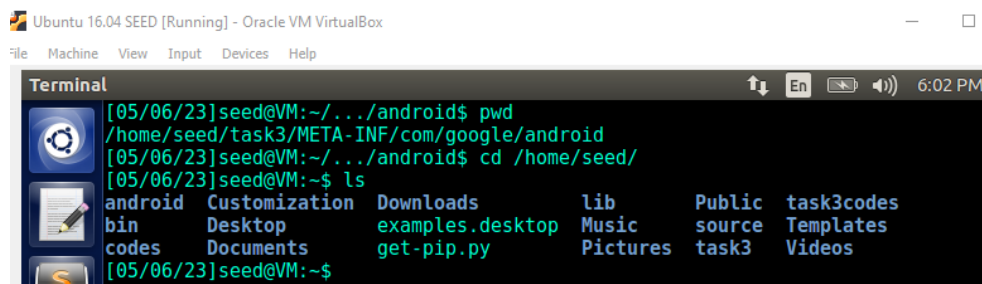 Ubuntu 16.04 SEED [Running] - Oracle VM VirtualBox
File Machine View Input Devices Help
Terminal En 6:02 PM
[05/06/23]seed@VM:~/.../android$ pwd
/home/seed/task3/META-INF/com/google/android
[05/06/23]seed@VM:~/.../android$ cd /home/seed/
[05/06/23]seed@VM:~$ ls
android Customization Downloads lib Public task3codes
bin Desktop examples.desktop Music source Templates
codes Documents get-pip.py Pictures task3 Videos
[05/06/23]seed@VM:~$